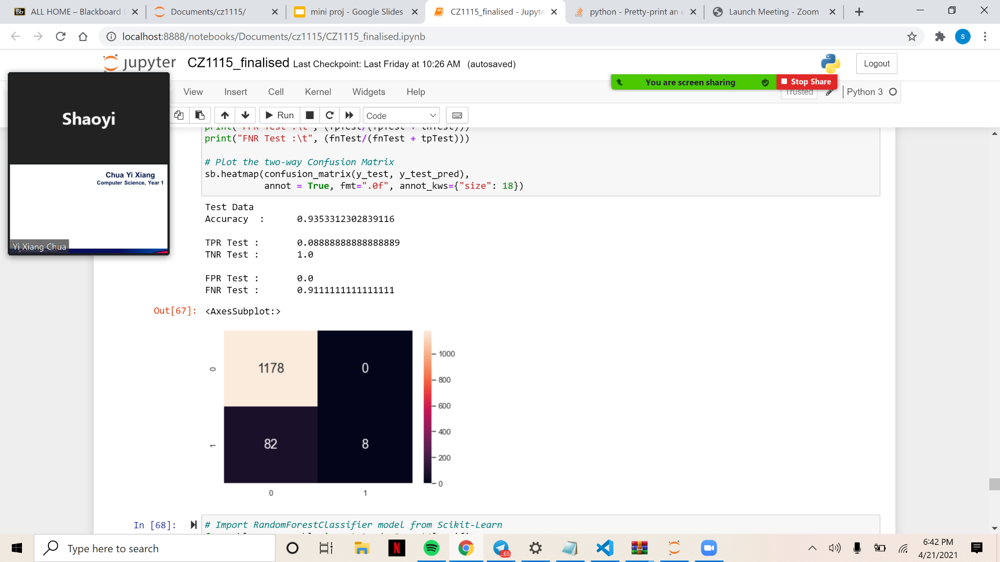 ALL HOME – Blackboard L
Documents/cz1115/
mini proj - Google Slides
CZ1115_finalised - Jupyte
python - Pretty-print an e
Launch Meeting - Zoom
localhost:8888/notebooks/Documents/cz1115/CZ1115_finalised.ipynb
S
jupyter CZ1115_finalised Last Checkpoint: Last Friday at 10:26 AM (autosaved)
Logout
You are screen sharing
Stop Share
View Insert Cell Kernel Widgets Help
Trusted
Python 3
Run
Code
Shaoyi
Chua Yi Xiang
Computer Science, Year 1
Yi Xiang Chua
print("FPR Test :\t", (fpTest/(fpTest + tnTest)))
print("FNR Test :\t", (fnTest/(fnTest + tpTest)))
# Plot the two-way Confusion Matrix
sb.heatmap(confusion_matrix(y_test, y_test_pred),
annot = True, fmt=".0f", annot_kws={"size": 18})
Test Data
Accuracy : 0.9353312302839116
TPR Test : 0.08888888888888889
TNR Test : 1.0
FPR Test : 0.0
FNR Test : 0.9111111111111111
Out[67]: <AxesSubplot:>
1178 0
82 8
0
1
0 1
1000
800
600
400
200
0
In [68]: # Import RandomForestClassifier model from Scikit-Learn
Type here to search
N
..65
6:42 PM
4/21/2021